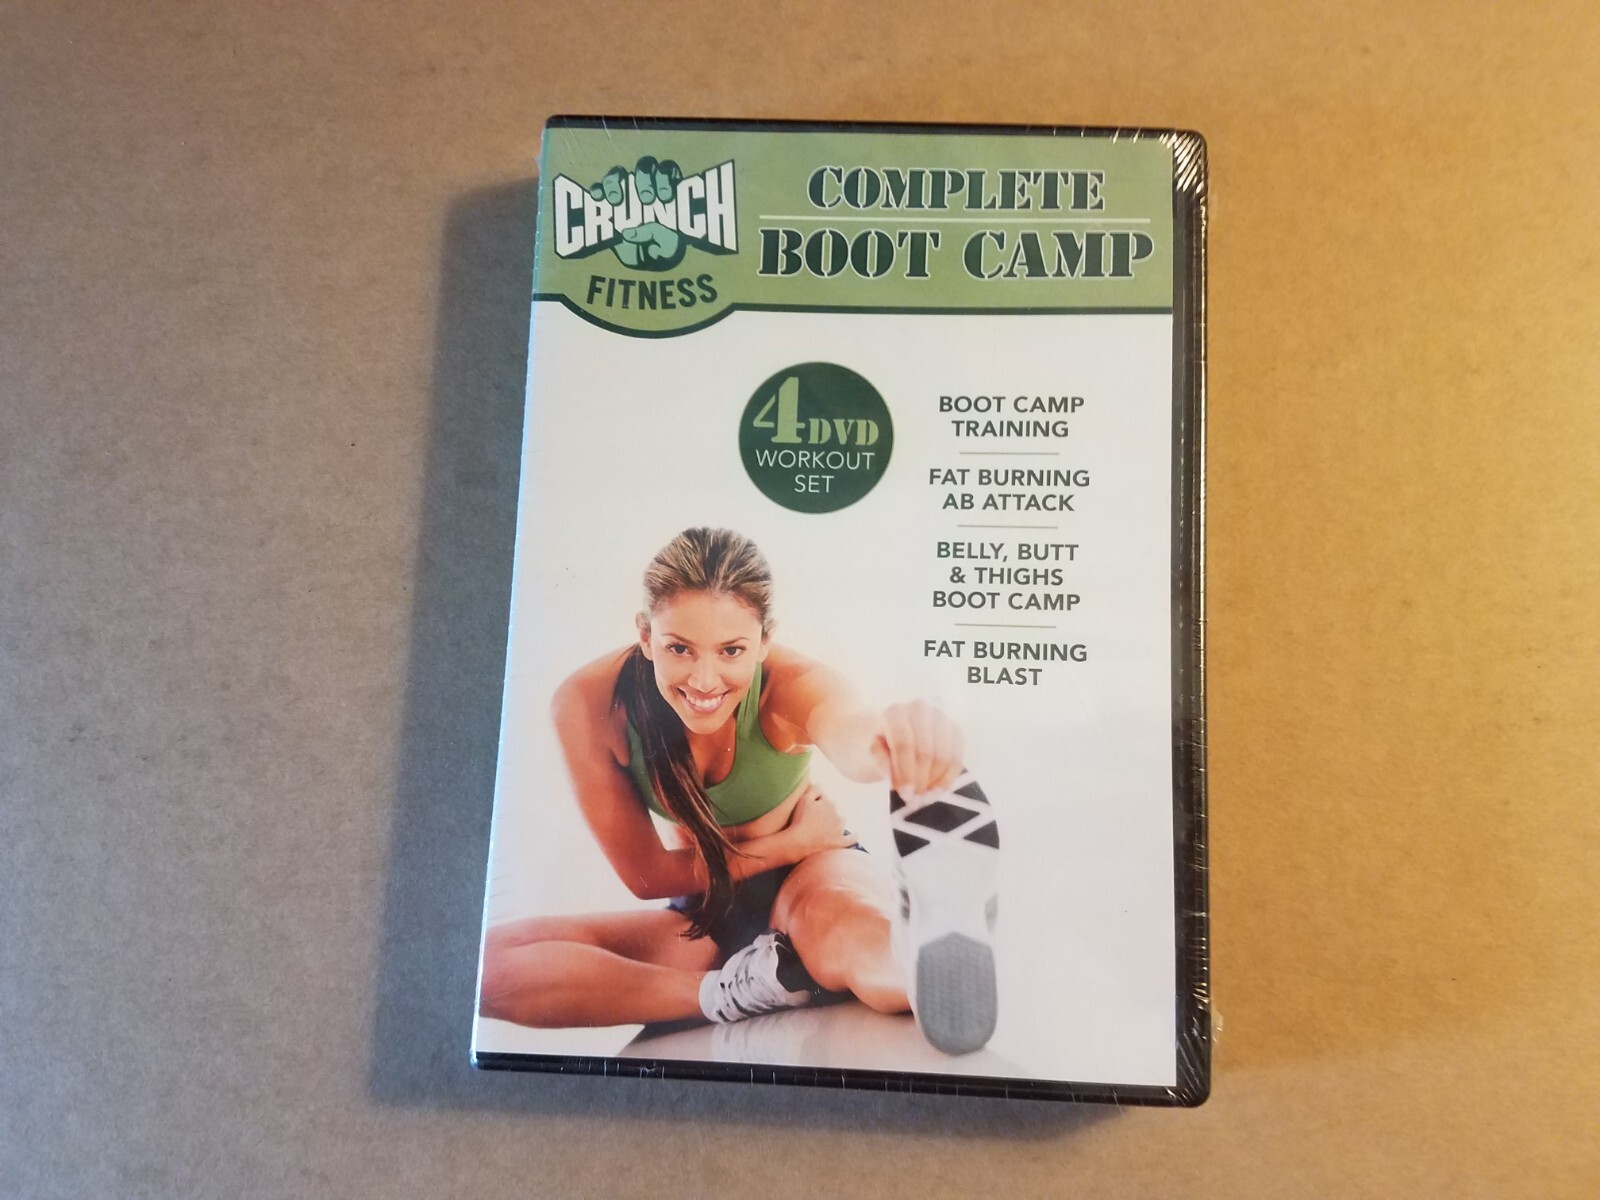 CRUNCH
FITNESS
COMPLETE
BOOT CAMP
4 DVD
WORKOUT
SET
BOOT CAMP
TRAINING
FAT BURNING
AB ATTACK
BELLY, BUTT
& THIGHS
BOOT CAMP
FAT BURNING
BLAST